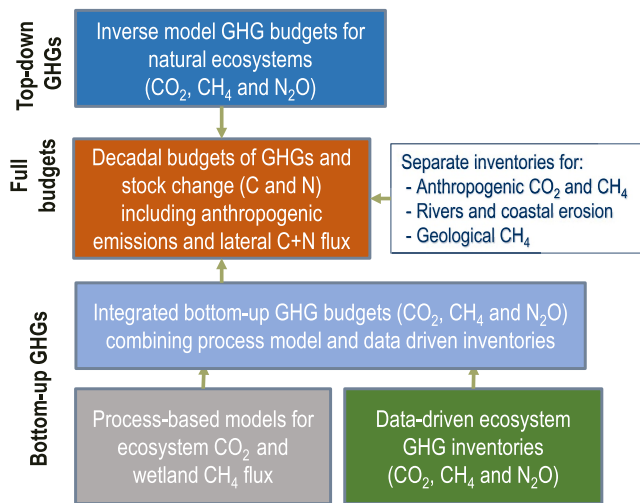 Top-down
GHGs
Inverse model GHG budgets for
natural ecosystems
(CO₂, CH₄ and N₂O)
Full
budgets
Decadal budgets of GHGs and
stock change (C and N)
including anthropogenic
emissions and lateral C+N flux
Separate inventories for:
- Anthropogenic CO₂ and CH₄
- Rivers and coastal erosion
- Geological CH₄
Bottom-up GHGs
Integrated bottom-up GHG budgets (CO₂, CH₄ and N₂O)
combining process model and data driven inventories
Process-based models for
ecosystem CO₂ and
wetland CH₄ flux
Data-driven ecosystem
GHG inventories
(CO₂, CH₄ and N₂O)